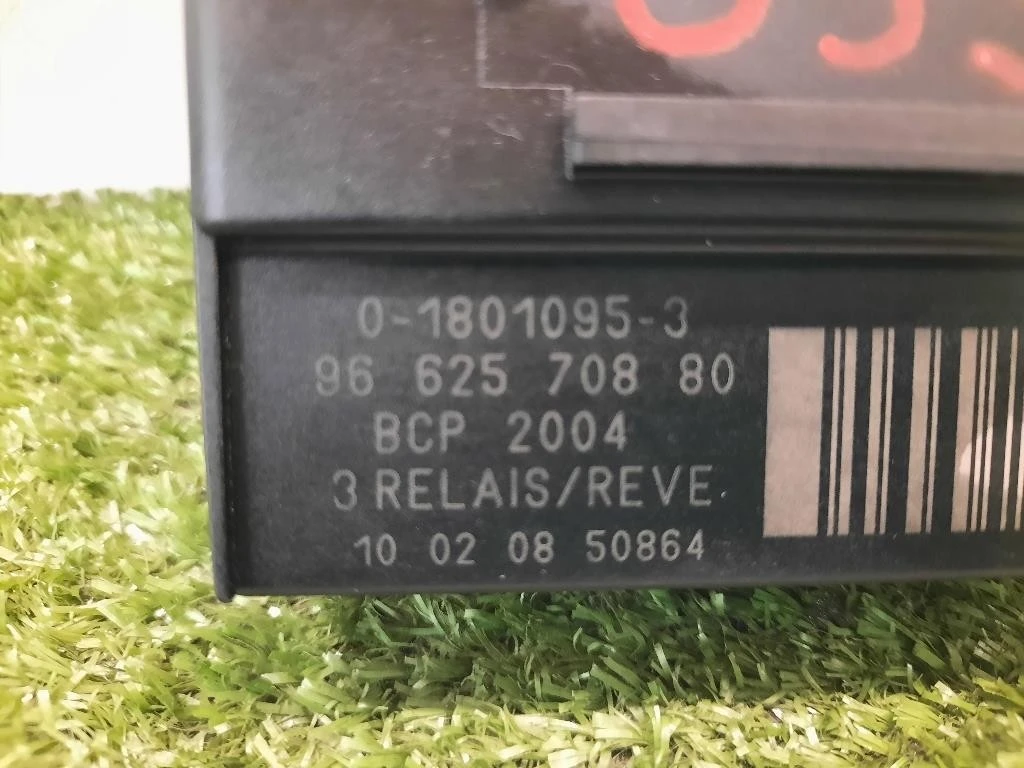 0-1801095-3
96 625 708 80
BCP 2004
3 RELAIS/REVE
10 02 08 50864